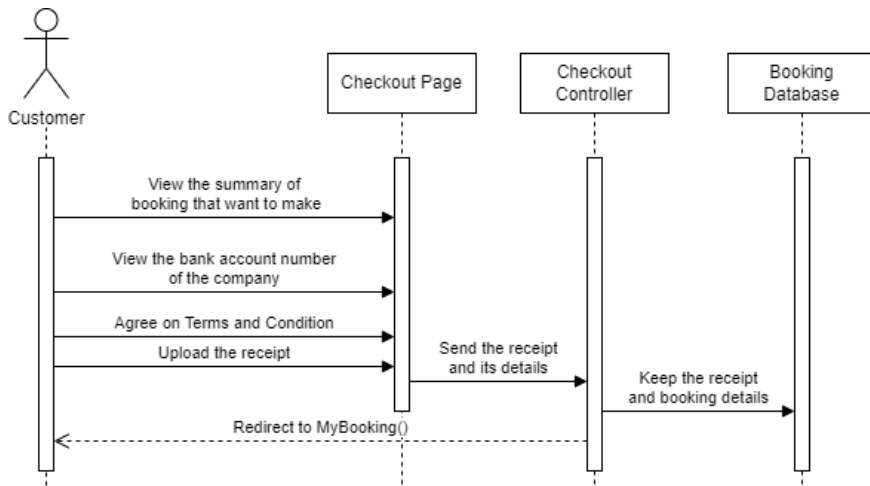 Customer
Checkout Page
Checkout
Controller
Booking
Database
View the summary of
booking that want to make
View the bank account number
of the company
Agree on Terms and Condition
Upload the receipt
Send the receipt
and its details
Keep the receipt
and booking details
Redirect to MyBooking()